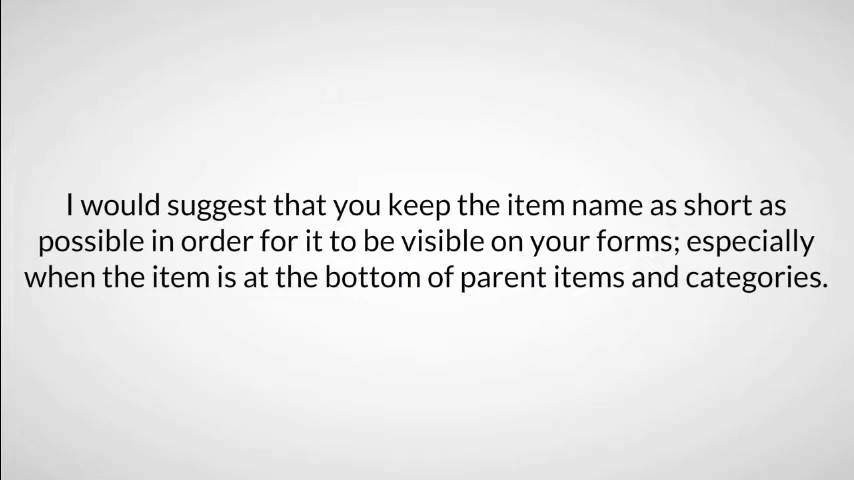 I would suggest that you keep the item name as short as
possible in order for it to be visible on your forms; especially
when the item is at the bottom of parent items and categories.